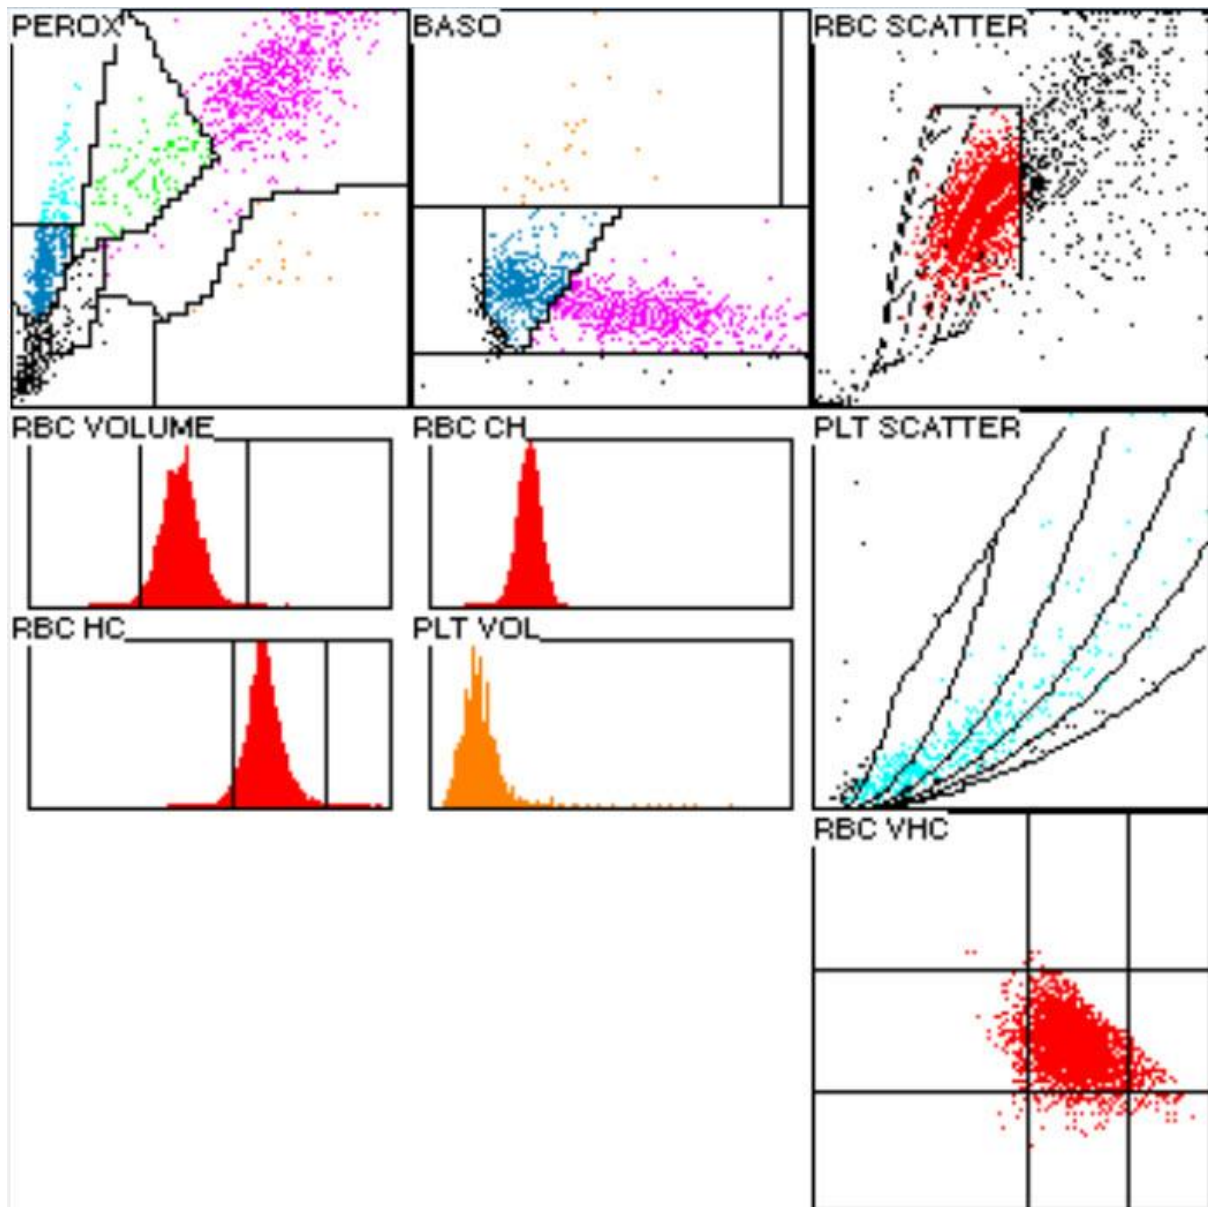 PEROX
BASO
RBC SCATTER
RBC VOLUME
RBC CH
PLT SCATTER
RBC HC
PLT VOL
RBC VHC